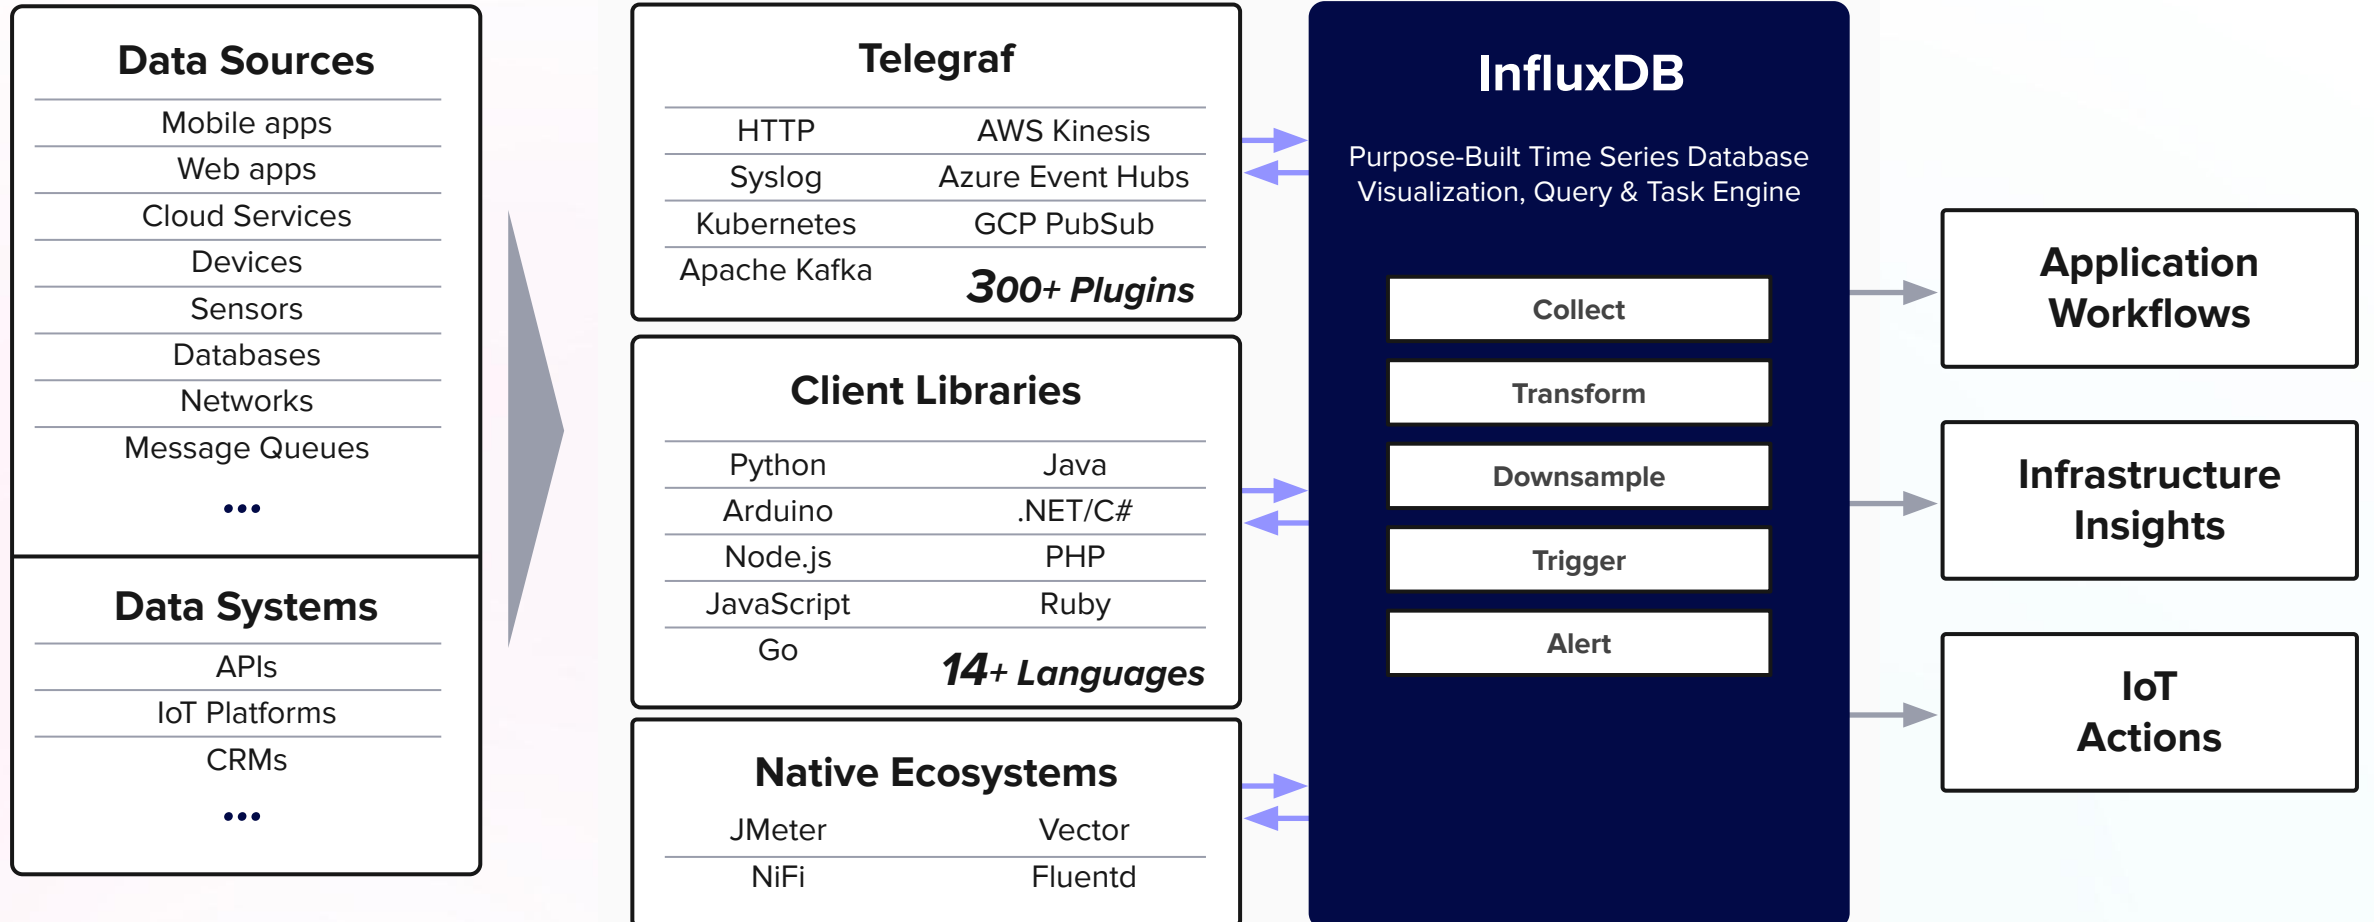 Data Sources
Mobile apps
Web apps
Cloud Services
Devices
Sensors
Databases
Networks
Message Queues
...
Data Systems
APIs
IoT Platforms
CRMs
...
Telegraf
HTTP AWS Kinesis
Syslog Azure Event Hubs
Kubernetes GCP PubSub
Apache Kafka 300+ Plugins
Client Libraries
Python Java
Arduino .NET/C#
Node.js PHP
JavaScript Ruby
Go 14+ Languages
Native Ecosystems
JMeter Vector
NiFi Fluentd
InfluxDB
Purpose-Built Time Series Database
Visualization, Query & Task Engine
Collect
Transform
Downsample
Trigger
Alert
Application
Workflows
Infrastructure
Insights
IoT
Actions